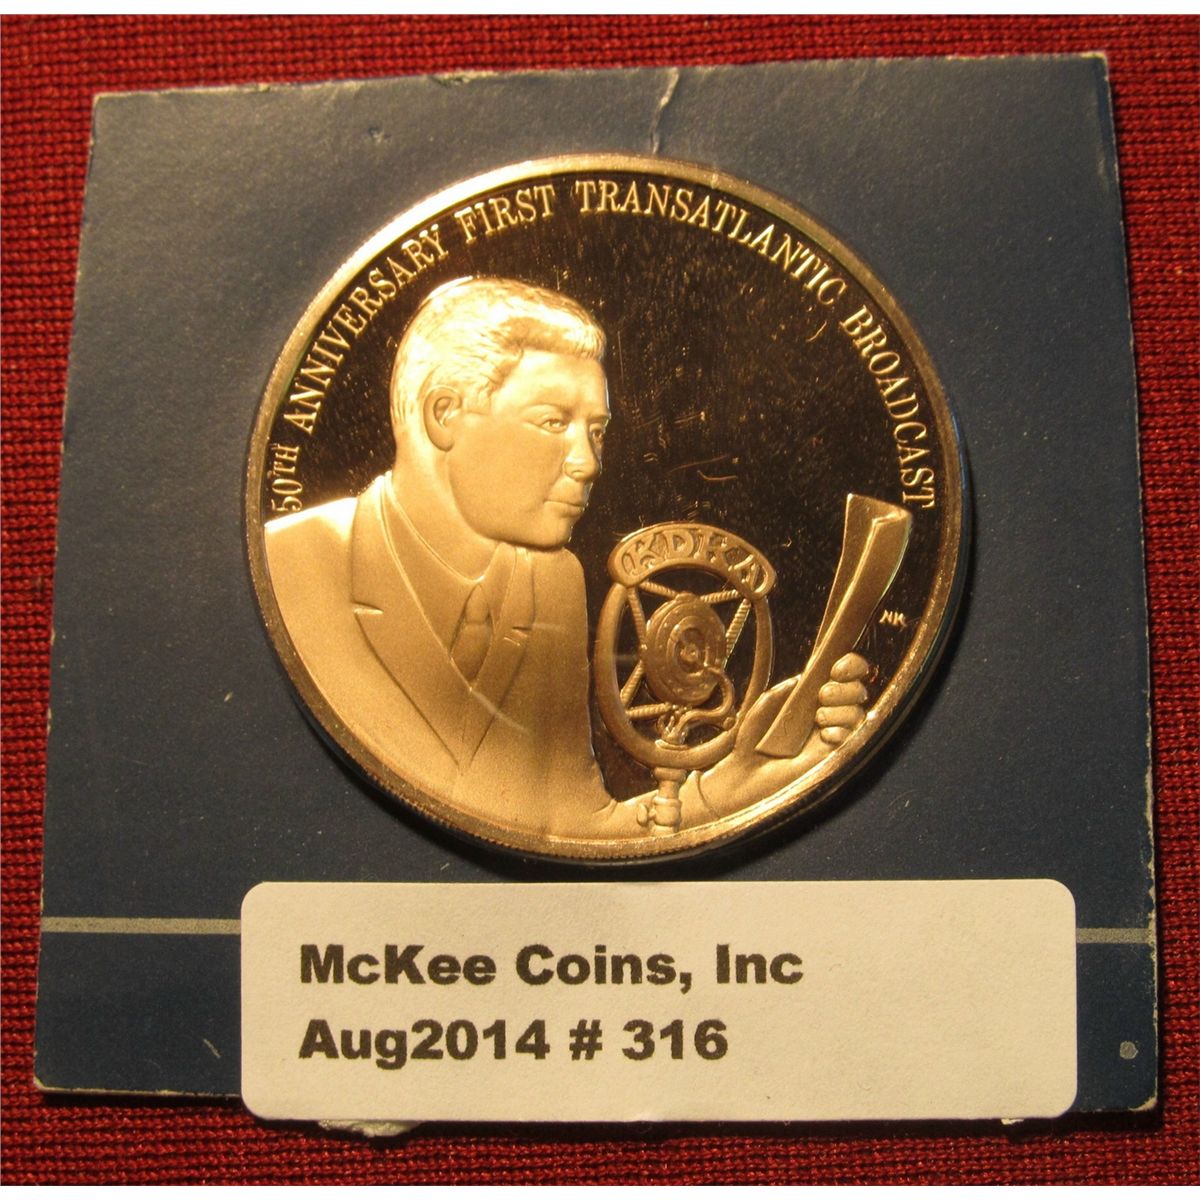 50TH ANNIVERSARY FIRST TRANSATLANTIC BROADCAST
KDKA
NK
McKee Coins, Inc
Aug2014 # 316